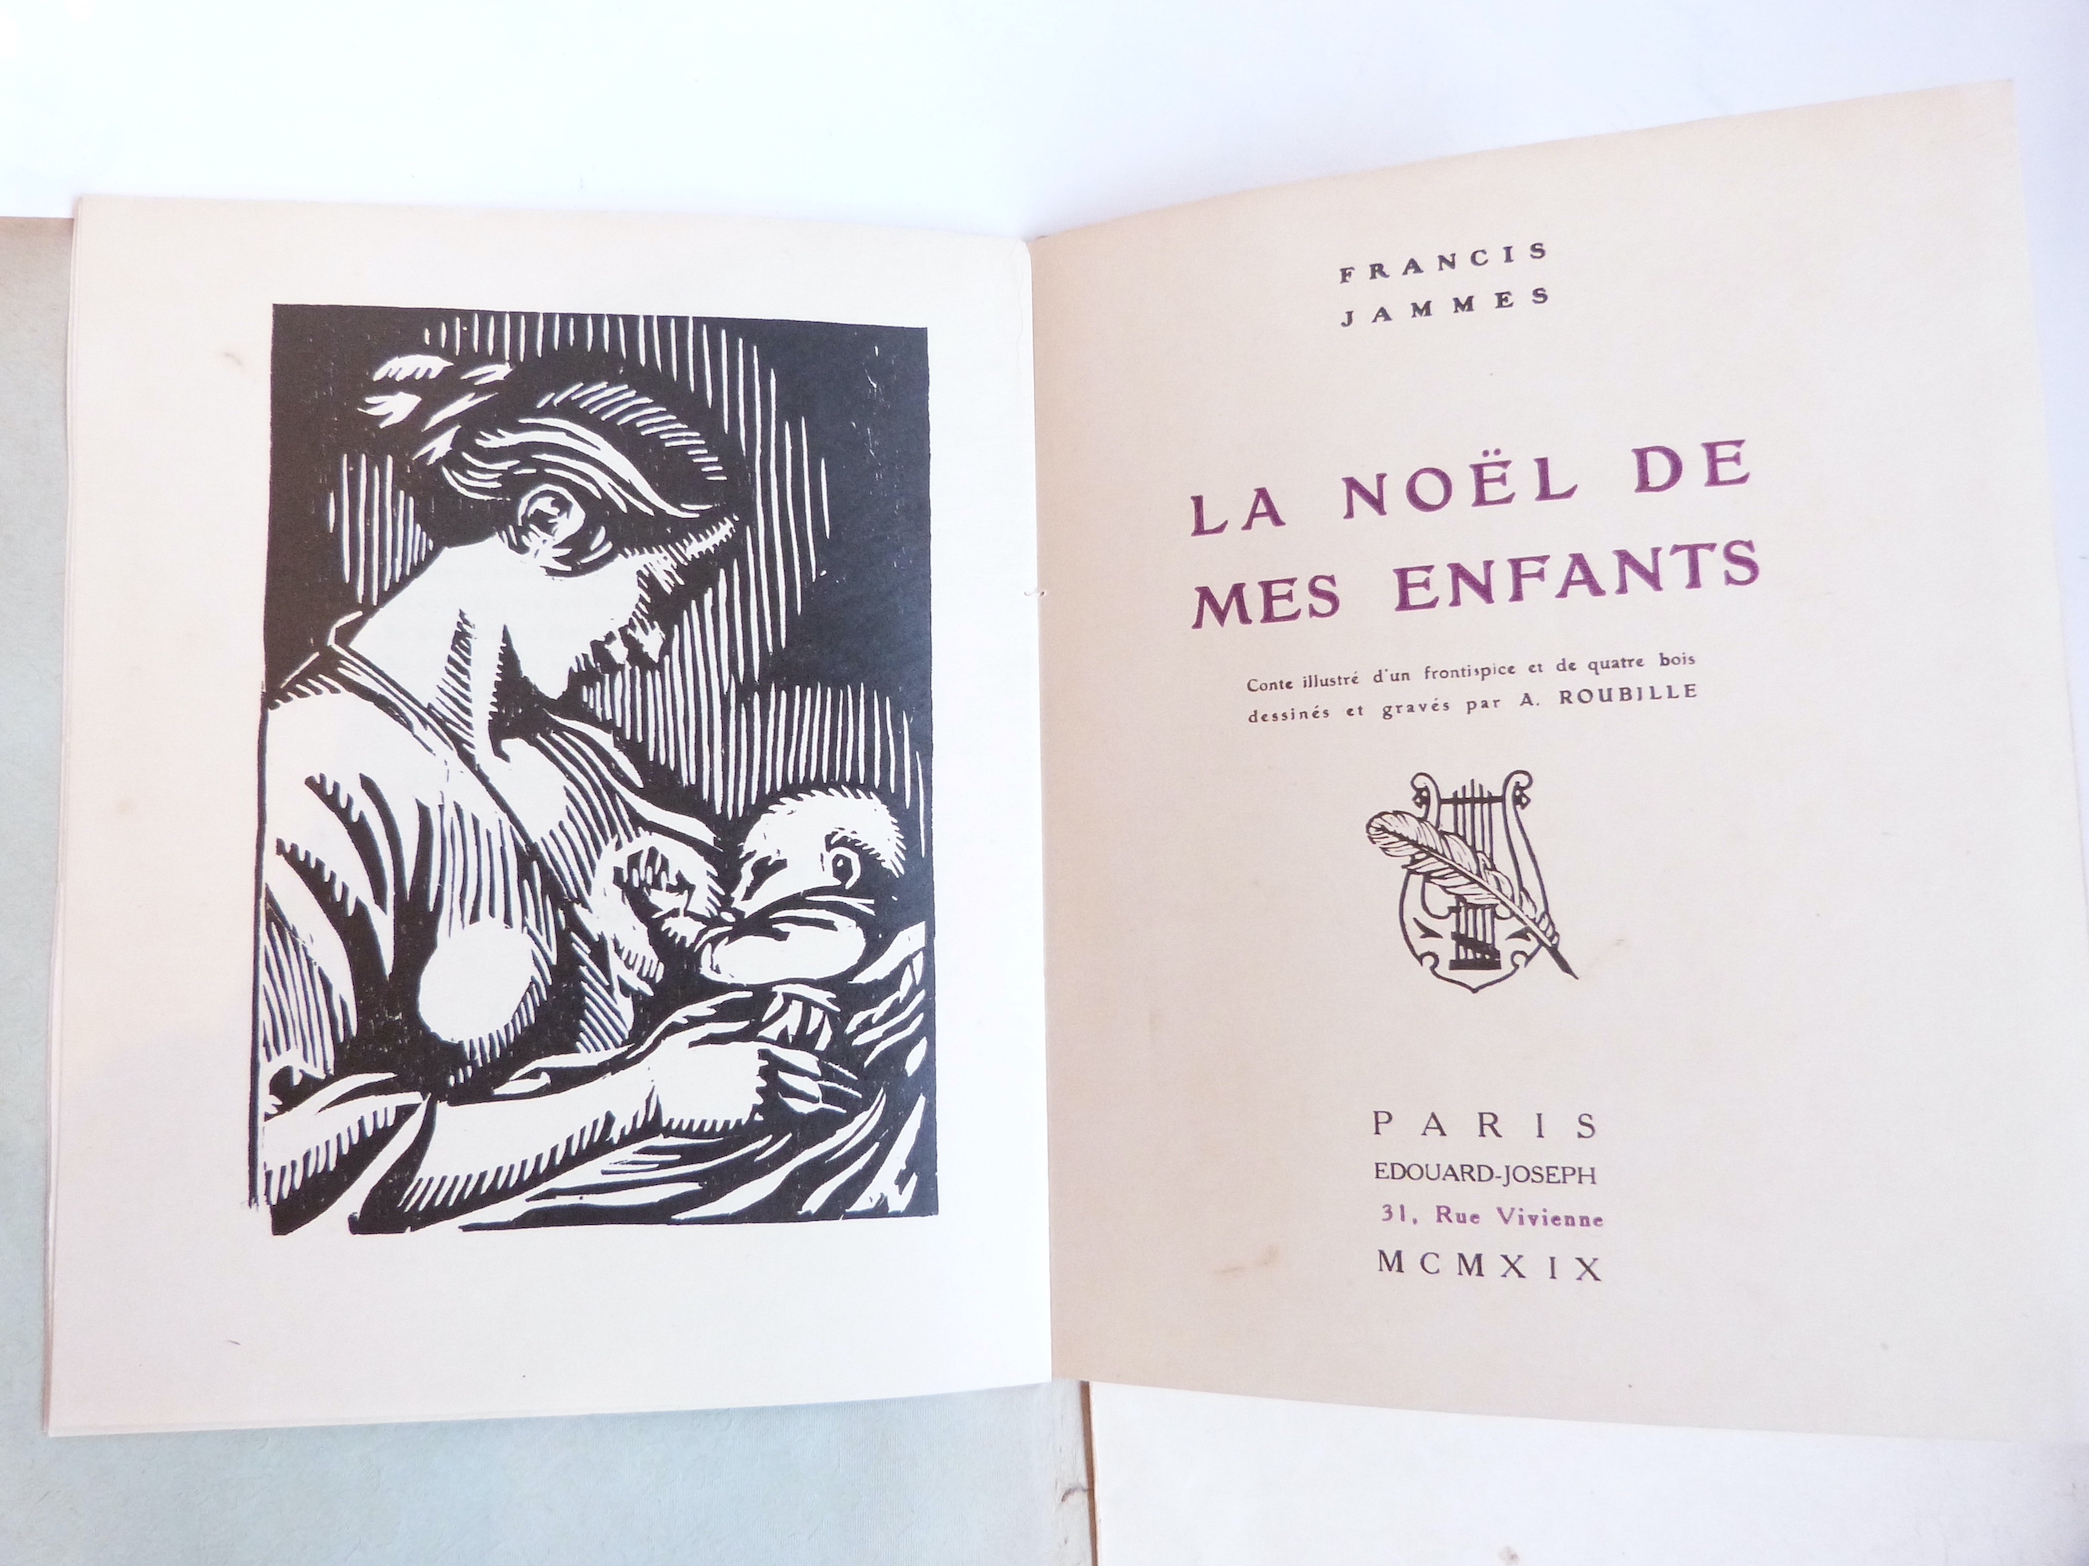 FRANCIS
JAMMES
LA NOËL DE
MES ENFANTS
Conte illustré d'un frontispice et de quatre bois
dessinés et gravés par A. ROUBILLE
PARIS
EDOUARD-JOSEPH
31, Rue Vivienne
MCMXIX